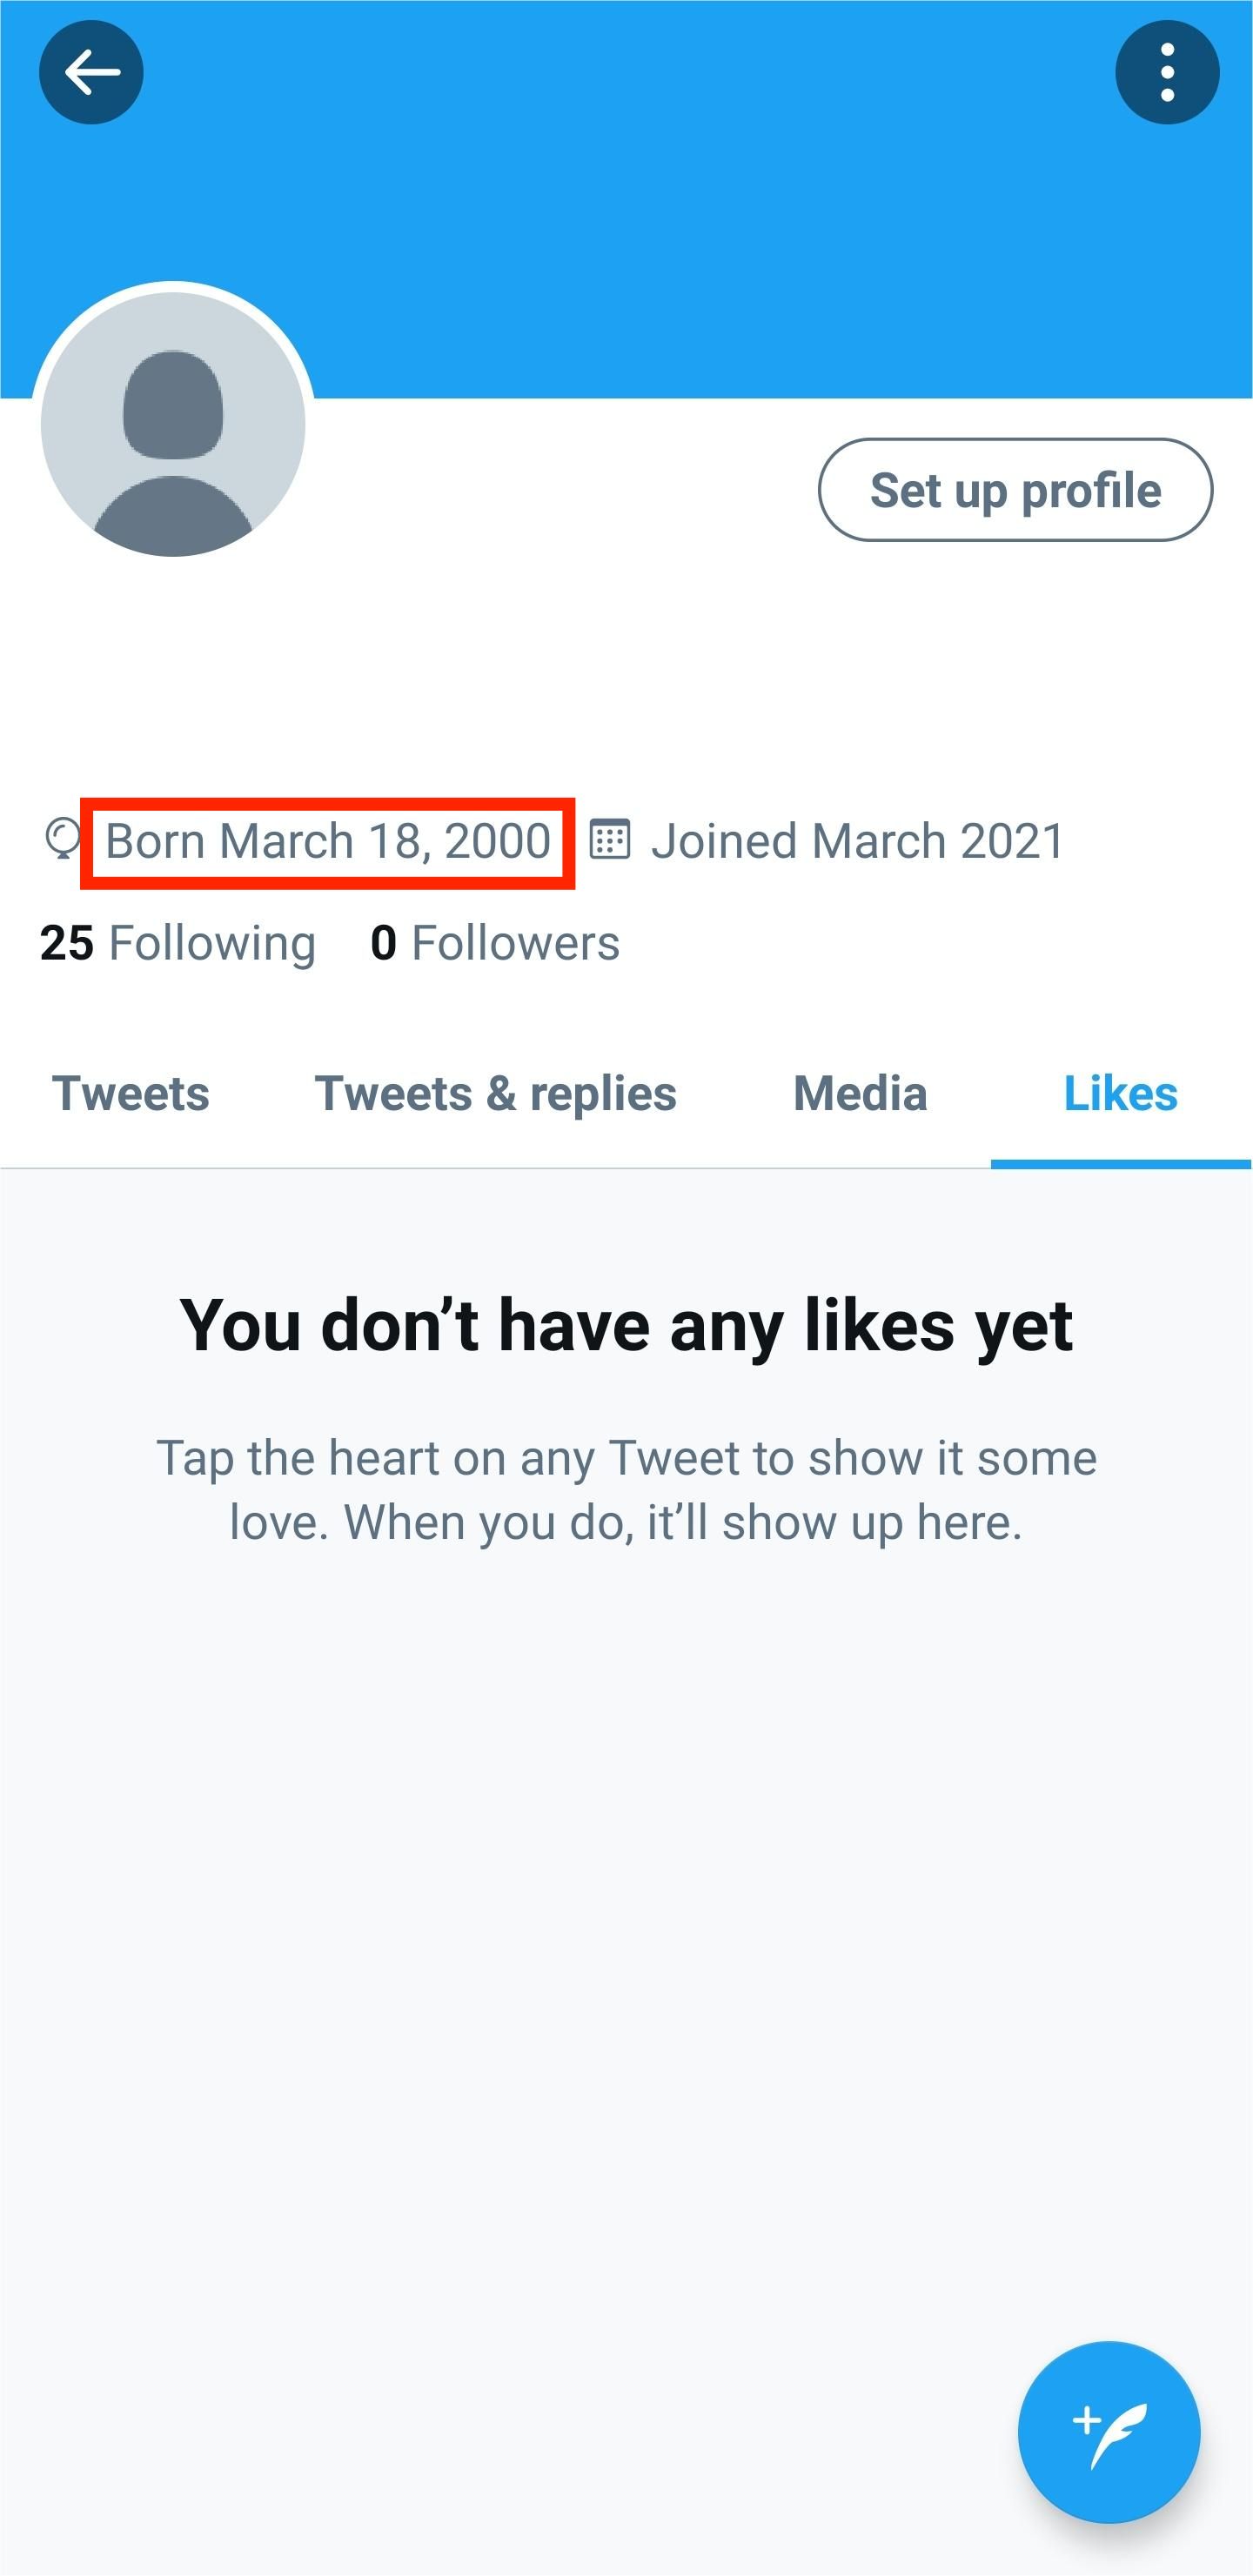 Set up profile
Born March 18, 2000 Joined March 2021
25 Following 0 Followers
Tweets Tweets & replies Media Likes
You don’t have any likes yet
Tap the heart on any Tweet to show it some
love. When you do, it’ll show up here.